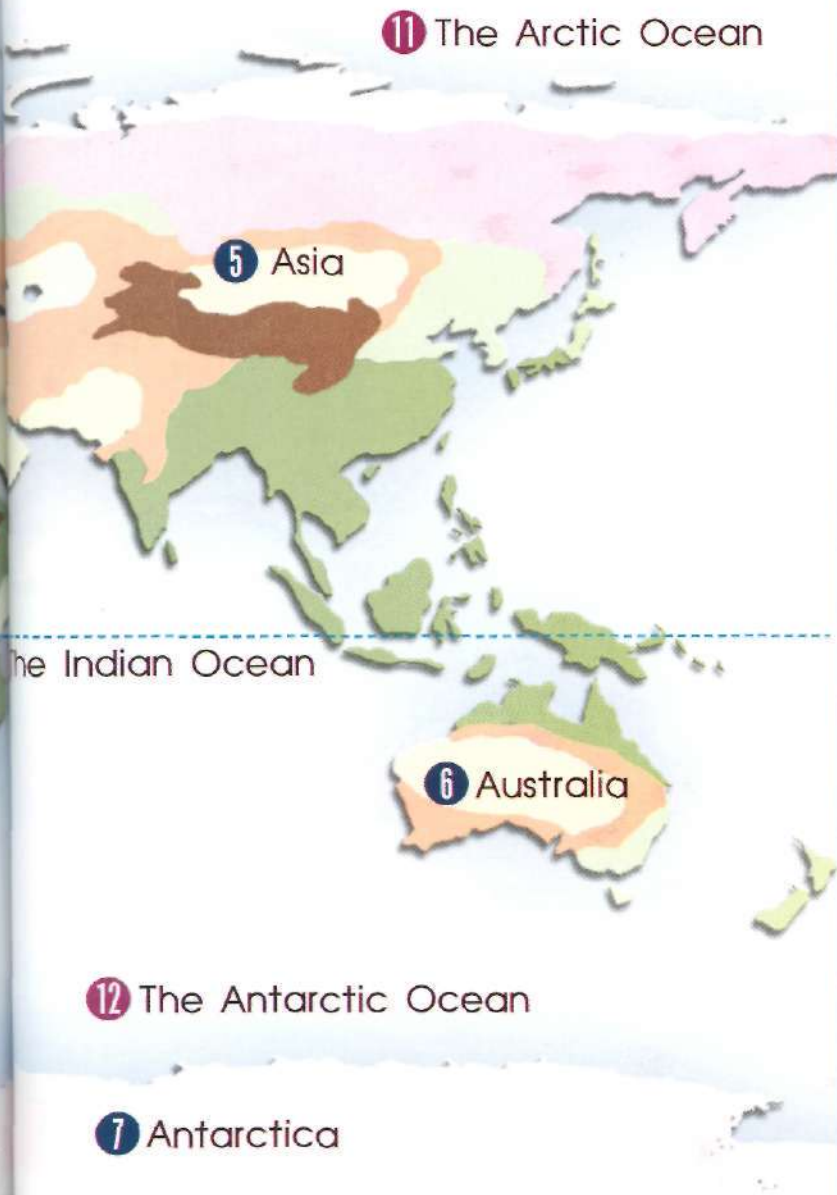 11 The Arctic Ocean
5 Asia
he Indian Ocean
6 Australia
12 The Antarctic Ocean
7 Antarctica